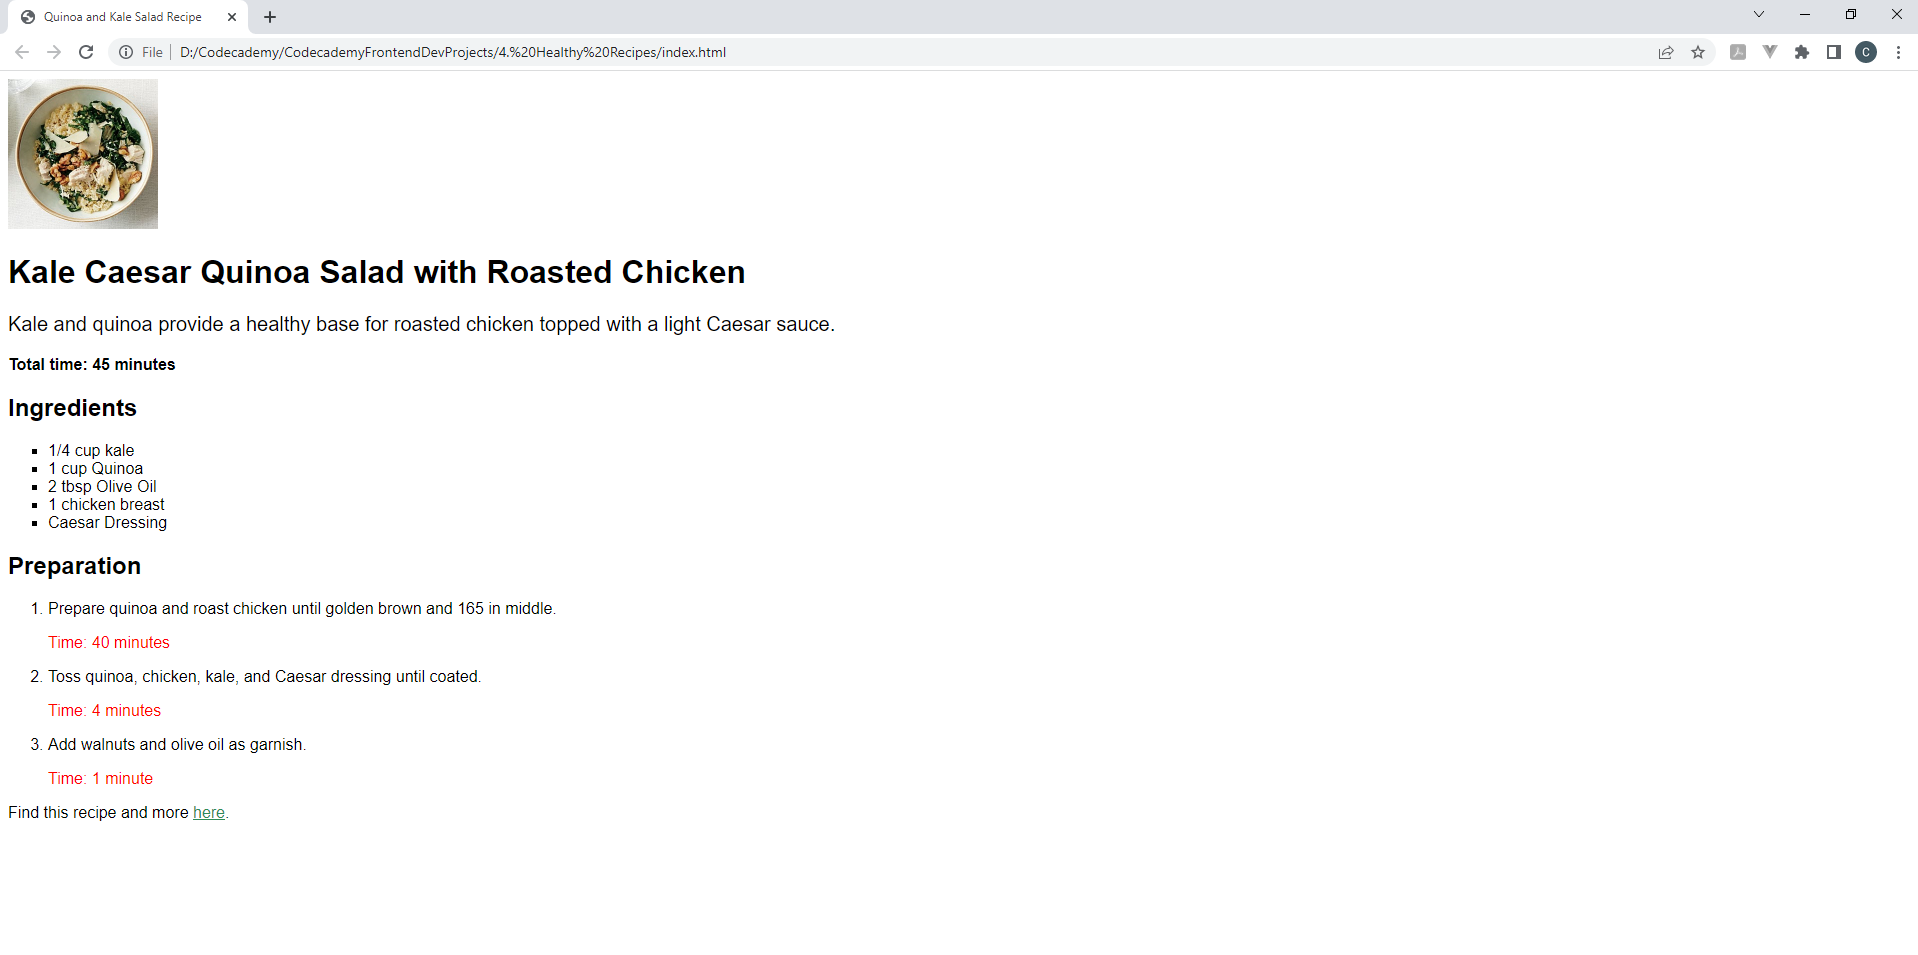 Quinoa and Kale Salad Recipe
File D:/Codecademy/CodecademyFrontendDevProjects/4.%20Healthy%20Recipes/index.html
C
Kale Caesar Quinoa Salad with Roasted Chicken
Kale and quinoa provide a healthy base for roasted chicken topped with a light Caesar sauce.
Total time: 45 minutes
Ingredients
1/4 cup kale
1 cup Quinoa
2 tbsp Olive Oil
1 chicken breast
Caesar Dressing
Preparation
1. Prepare quinoa and roast chicken until golden brown and 165 in middle.
Time: 40 minutes
2. Toss quinoa, chicken, kale, and Caesar dressing until coated.
Time: 4 minutes
3. Add walnuts and olive oil as garnish.
Time: 1 minute
Find this recipe and more here.